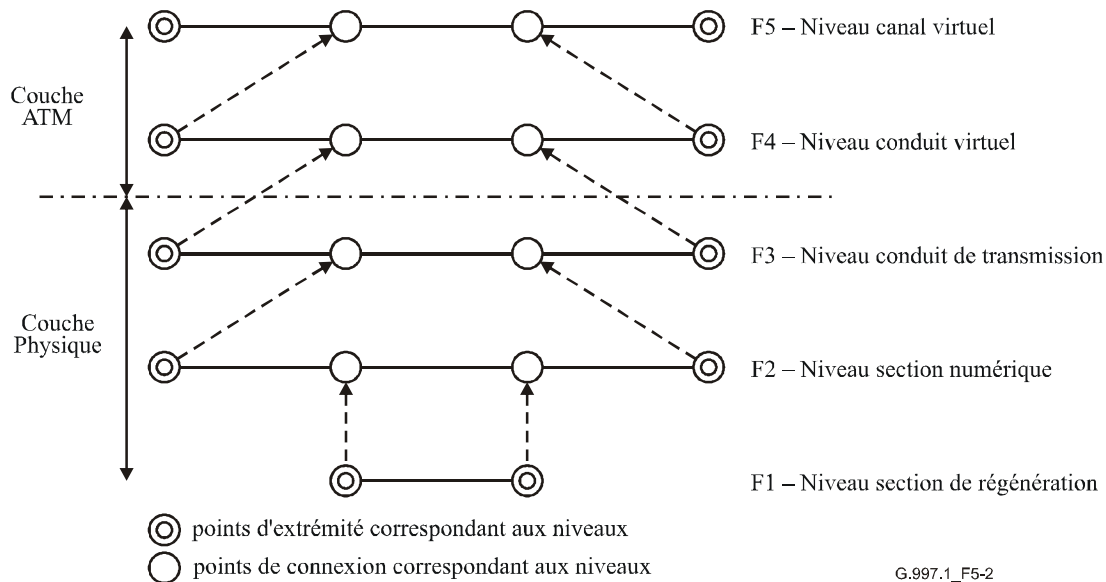 F5 – Niveau canal virtuel
Couche
ATM
F4 – Niveau conduit virtuel
F3 – Niveau conduit de transmission
Couche
Physique
F2 – Niveau section numérique
F1 – Niveau section de régénération
points d'extrémité correspondant aux niveaux
points de connexion correspondant aux niveaux
G.997.1_F5-2